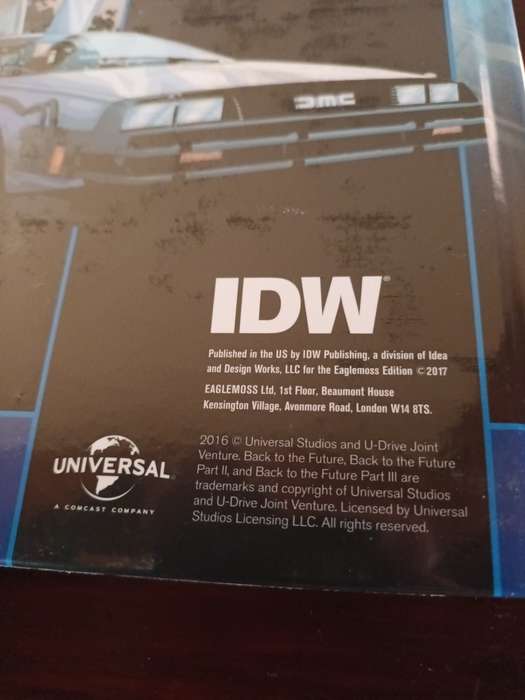 DMC
IDW
Published in the US by IDW Publishing, a division of Idea
and Design Works, LLC for the Eaglemoss Edition © 2017
EAGLEMOSS Ltd, 1st Floor, Beaumont House
Kensington Village, Avonmore Road, London W14 8TS.
2016 © Universal Studios and U-Drive Joint
Venture. Back to the Future, Back to the Future
Part II, and Back to the Future Part III are
trademarks and copyright of Universal Studios
and U-Drive Joint Venture. Licensed by Universal
Studios Licensing LLC. All rights reserved.
UNIVERSAL
A COMCAST COMPANY